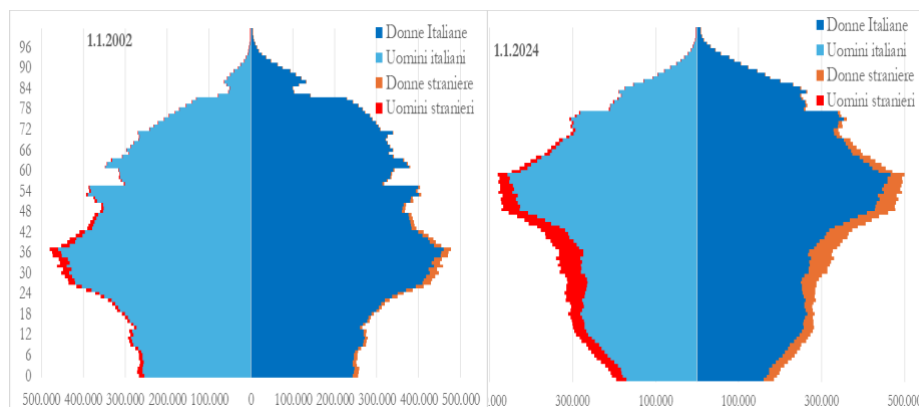 1.1.2002
Donne Italiane
Uomini italiani
Donne straniere
Uomini stranieri
96
90
84
78
72
66
60
54
48
42
36
30
24
18
12
6
0
500.000 400.000 300.000 200.000 100.000 0 100.000 200.000 300.000 400.000 500.000
1.1.2024
Donne Italiane
Uomini italiani
Donne straniere
Uomini stranieri
.000 300.000 100.000 100.000 300.000 500.000